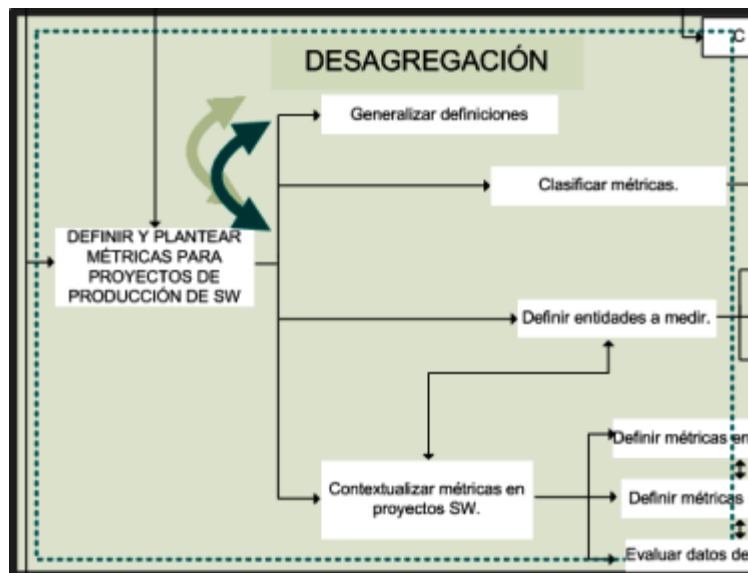 C
DESAGREGACIÓN
Generalizar definiciones
Clasificar métricas.
DEFINIR Y PLANTEAR
MÉTRICAS PARA
PROYECTOS DE
PRODUCCIÓN DE SW
Definir entidades a medir.
Definir métricas en
Contextualizar métricas en
proyectos SW.
Definir métricas
Evaluar datos de